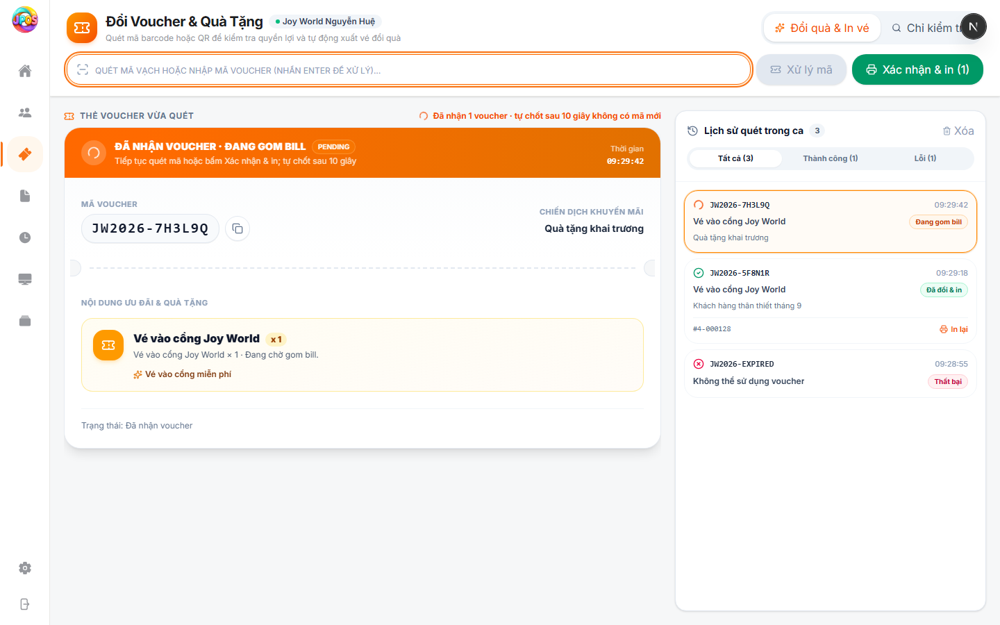 JPOS
Đổi Voucher & Quà Tặng
Joy World Nguyễn Huệ
Quét mã barcode hoặc QR để kiểm tra quyền lợi và tự động xuất vé đổi quà
Đổi quà & In vé
Chỉ kiểm tr
N
QUÉT MÃ VẠCH HOẶC NHẬP MÃ VOUCHER (NHẤN ENTER ĐỂ XỬ LÝ)...
Xử lý mã
Xác nhận & in (1)
THẺ VOUCHER VỪA QUÉT
Đã nhận 1 voucher · tự chốt sau 10 giây không có mã mới
ĐÃ NHẬN VOUCHER · ĐANG GOM BILL
PENDING
Tiếp tục quét mã hoặc bấm Xác nhận & in; tự chốt sau 10 giây
Thời gian
09:29:42
MÃ VOUCHER
JW2026-7H3L9Q
CHIẾN DỊCH KHUYẾN MÃI
Quà tặng khai trương
NỘI DUNG ƯU ĐÃI & QUÀ TẶNG
Vé vào cổng Joy World
x 1
Vé vào cổng Joy World × 1 · Đang chờ gom bill.
Vé vào cổng miễn phí
Trạng thái: Đã nhận voucher
Lịch sử quét trong ca
3
Xóa
Tất cả (3)
Thành công (1)
Lỗi (1)
JW2026-7H3L9Q
09:29:42
Vé vào cổng Joy World
Đang gom bill
Quà tặng khai trương
JW2026-5F8N1R
09:29:18
Vé vào cổng Joy World
Đã đổi & in
Khách hàng thân thiết tháng 9
#4-000128
In lại
JW2026-EXPIRED
09:28:55
Không thể sử dụng voucher
Thất bại